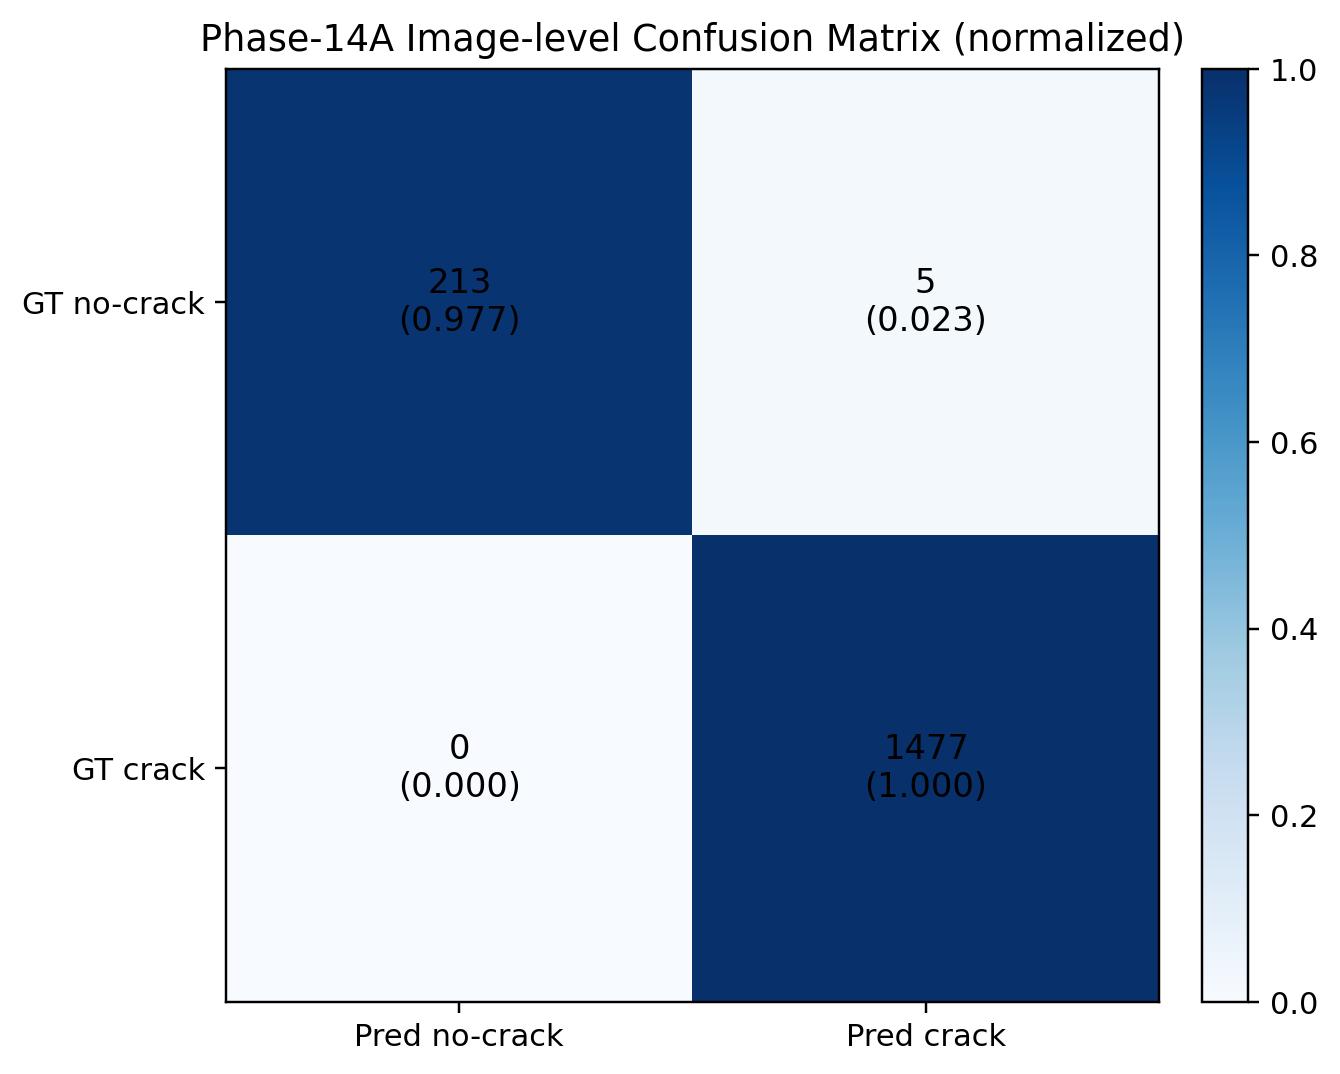 Phase-14A Image-level Confusion Matrix (normalized)
1.0
0.8
0.6
0.4
0.2
0.0
GT no-crack
213
(0.977)
5
(0.023)
GT crack
0
(0.000)
1477
(1.000)
Pred no-crack
Pred crack